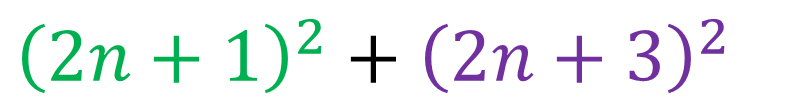 (2n + 1)² + (2n + 3)²